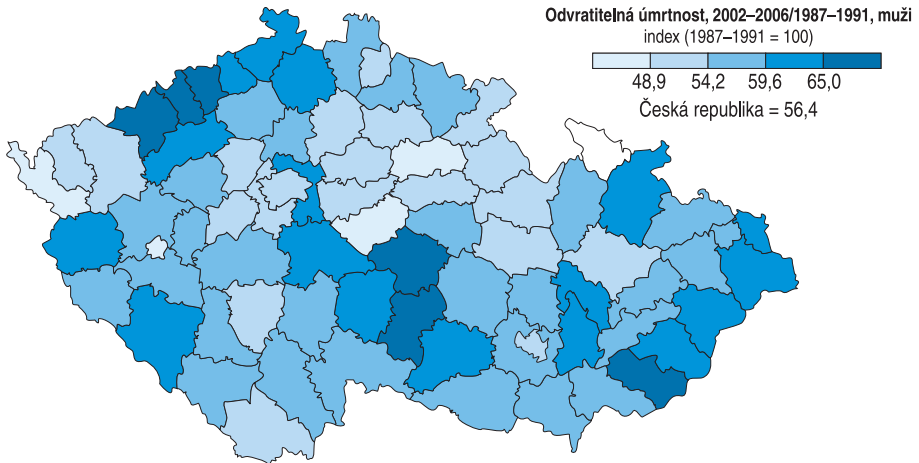 Odvratitelná úmrtnost, 2002–2006/1987–1991, muži
index (1987–1991 = 100)
48,9 54,2 59,6 65,0
Česká republika = 56,4